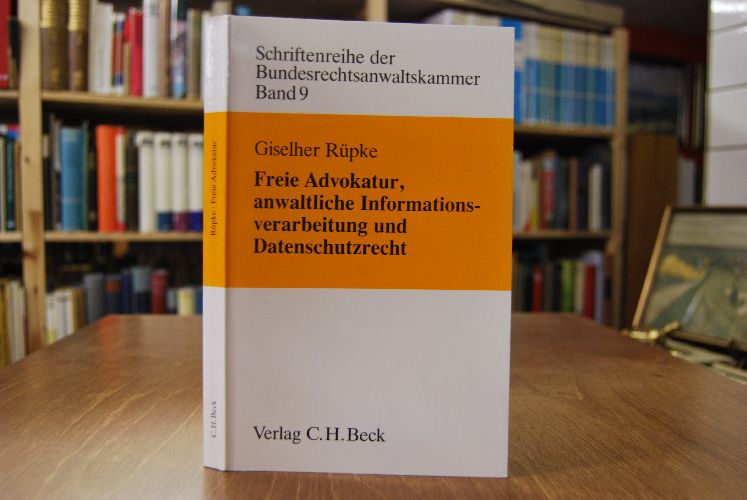 Schriftenreihe der
Bundesrechtsanwaltskammer
Band 9
Giselher Rüpke
Freie Advokatur,
anwaltliche Informations-
verarbeitung und
Datenschutzrecht
Verlag C.H.Beck
Rüpke · Freie Advokatur
C.H.Beck